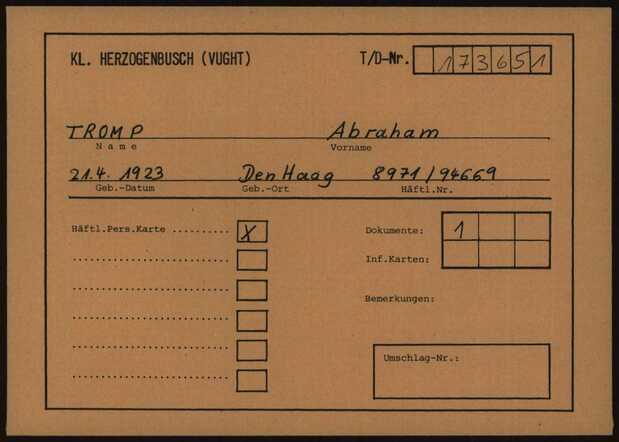 KL. HERZOGENBUSCH (VUGHT) T/D-Nr. 173651
TROMP Abraham
Name Vorname
21.4. 1923 Den Haag 8971/94669
Geb.-Datum Geb.-Ort Häftl.Nr.
Häftl.Pers.Karte .......... X Dokumente: 1
Inf.Karten:
Bemerkungen:
Umschlag-Nr.: